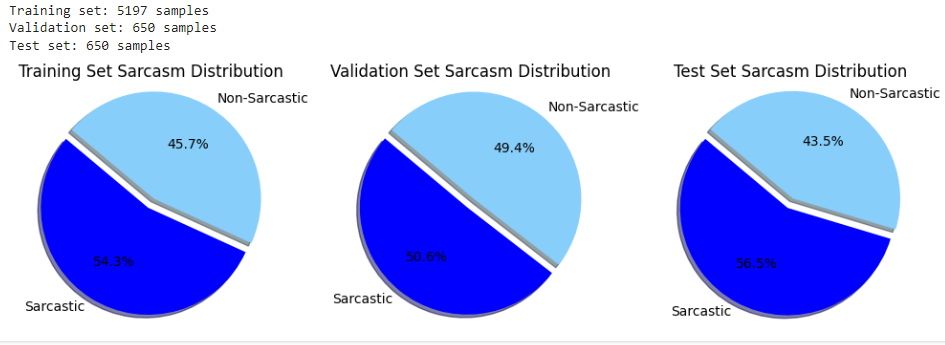 Training set: 5197 samples
Validation set: 650 samples
Test set: 650 samples
Training Set Sarcasm Distribution
Non-Sarcastic
45.7%
54.3%
Sarcastic
Validation Set Sarcasm Distribution
Non-Sarcastic
49.4%
50.6%
Sarcastic
Test Set Sarcasm Distribution
Non-Sarcastic
43.5%
56.5%
Sarcastic